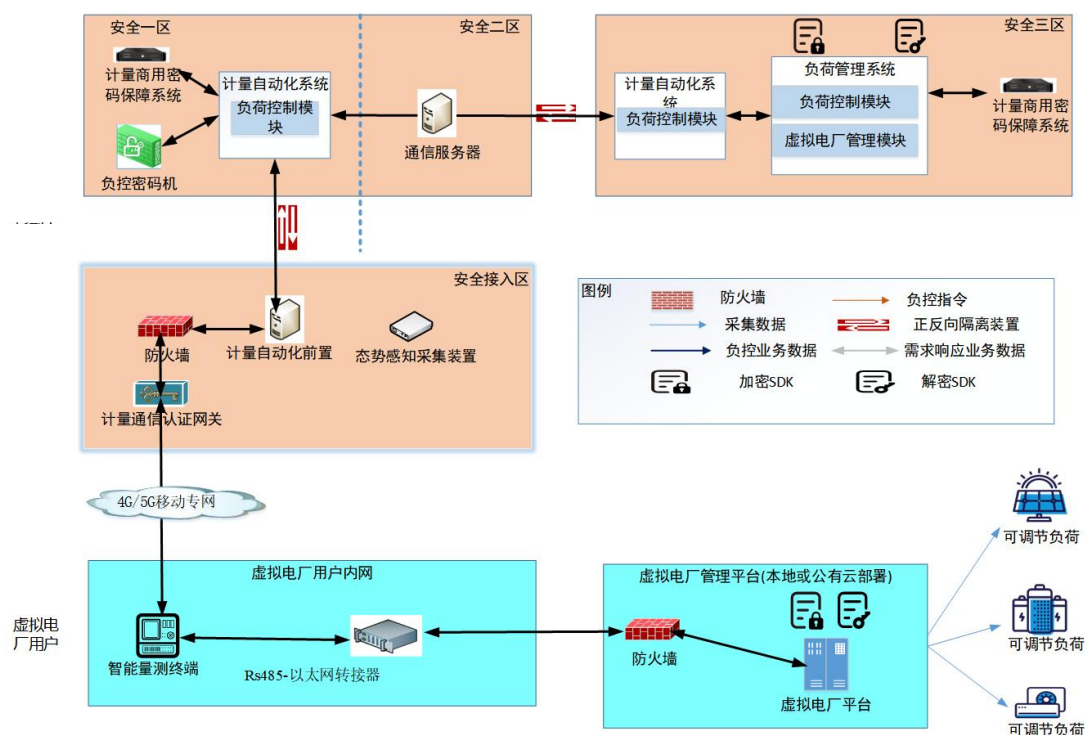 安全一区
安全二区
计量商用密
码保障系统
计量自动化系统
负荷控制模
块
负控密码机
通信服务器
安全三区
计量自动化系
统
负荷控制模块
负荷管理系统
负荷控制模块
虚拟电厂管理模块
计量商用密
码保障系统
安全接入区
防火墙
计量自动化前置
态势感知采集装置
计量通信认证网关
图例
防火墙
负控指令
采集数据
正反向隔离装置
负控业务数据
需求响应业务数据
加密SDK
解密SDK
4G/5G移动专网
虚拟电
厂用户
虚拟电厂用户内网
智能量测终端
Rs485-以太网转换器
虚拟电厂管理平台(本地或公有云部署)
防火墙
虚拟电厂平台
可调节负荷
可调节负荷
可调节负荷